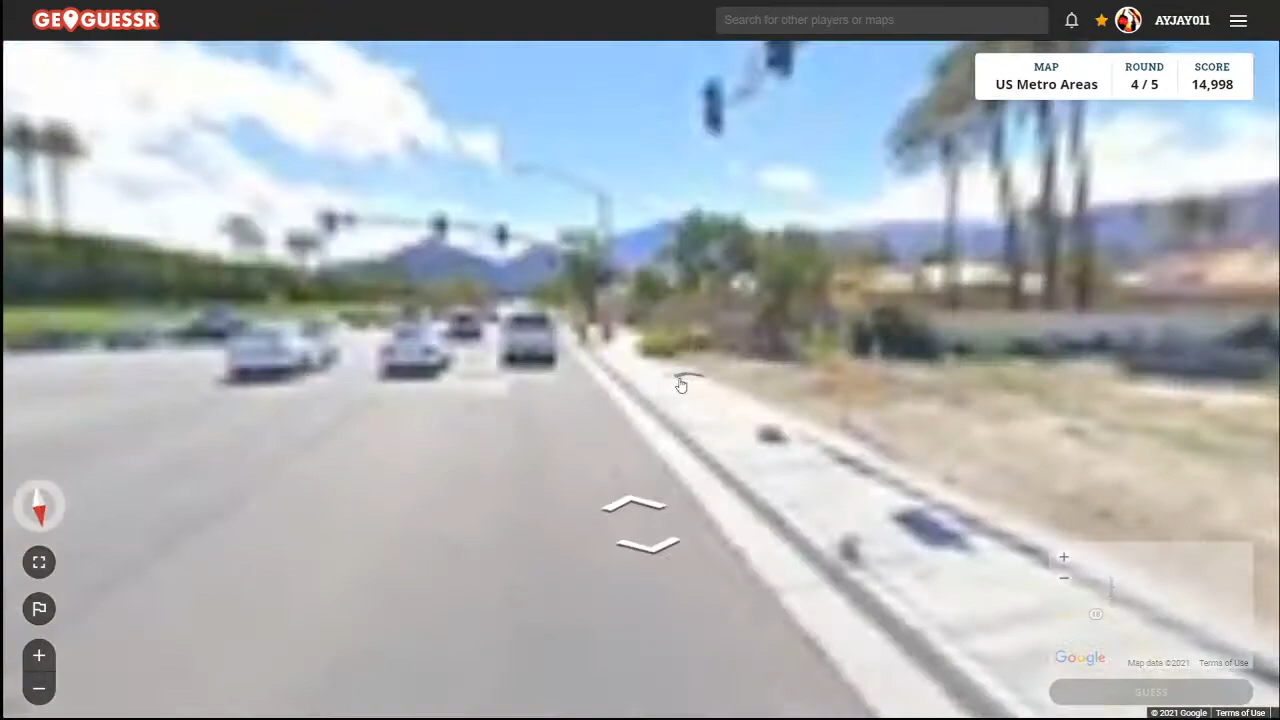 GEOGUESSR
Search for other players or maps
AYJAY011
MAP
US Metro Areas
ROUND
4 / 5
SCORE
14,998
Google
Map data ©2021
Terms of Use
GUESS
© 2021 Google
Terms of Use